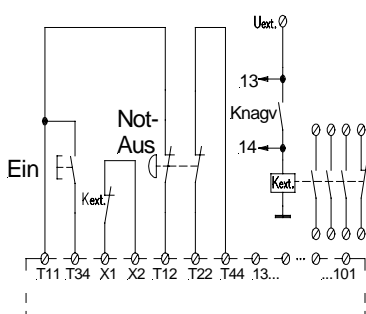 Uext.
13
Not-
Aus
Knagv
14
Ein
Kext.
Kext.
T11 T34 X1 X2 T12 T22 T44 13... ... ...101